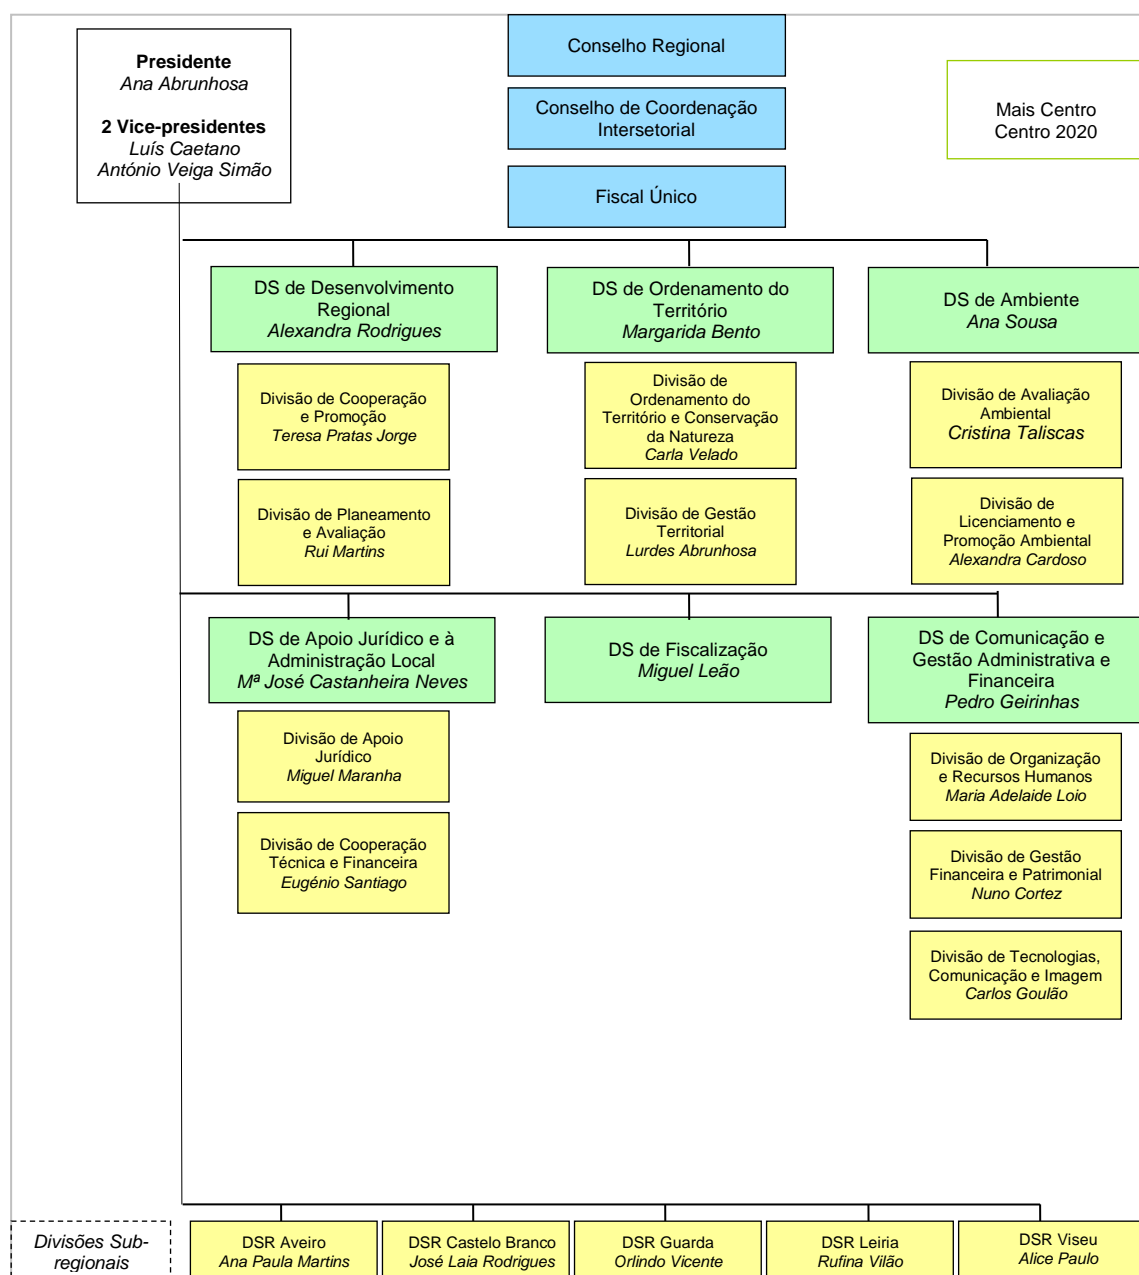 Presidente
Ana Abrunhosa
2 Vice-presidentes
Luís Caetano
António Veiga Simão
Conselho Regional
Conselho de Coordenação
Intersetorial
Fiscal Único
Mais Centro
Centro 2020
DS de Desenvolvimento
Regional
Alexandra Rodrigues
DS de Ordenamento do
Território
Margarida Bento
DS de Ambiente
Ana Sousa
Divisão de Cooperação
e Promoção
Teresa Pratas Jorge
Divisão de
Ordenamento do
Território e Conservação
da Natureza
Carla Velado
Divisão de Avaliação
Ambiental
Cristina Taliscas
Divisão de Planeamento
e Avaliação
Rui Martins
Divisão de Gestão
Territorial
Lurdes Abrunhosa
Divisão de
Licenciamento e
Promoção Ambiental
Alexandra Cardoso
DS de Apoio Jurídico e à
Administração Local
Mª José Castanheira Neves
DS de Fiscalização
Miguel Leão
DS de Comunicação e
Gestão Administrativa e
Financeira
Pedro Geirinhas
Divisão de Apoio
Jurídico
Miguel Maranha
Divisão de Organização
e Recursos Humanos
Maria Adelaide Loio
Divisão de Cooperação
Técnica e Financeira
Eugénio Santiago
Divisão de Gestão
Financeira e Patrimonial
Nuno Cortez
Divisão de Tecnologias,
Comunicação e Imagem
Carlos Goulão
Divisões Sub-
regionais
DSR Aveiro
Ana Paula Martins
DSR Castelo Branco
José Laia Rodrigues
DSR Guarda
Orlindo Vicente
DSR Leiria
Rufina Vilão
DSR Viseu
Alice Paulo